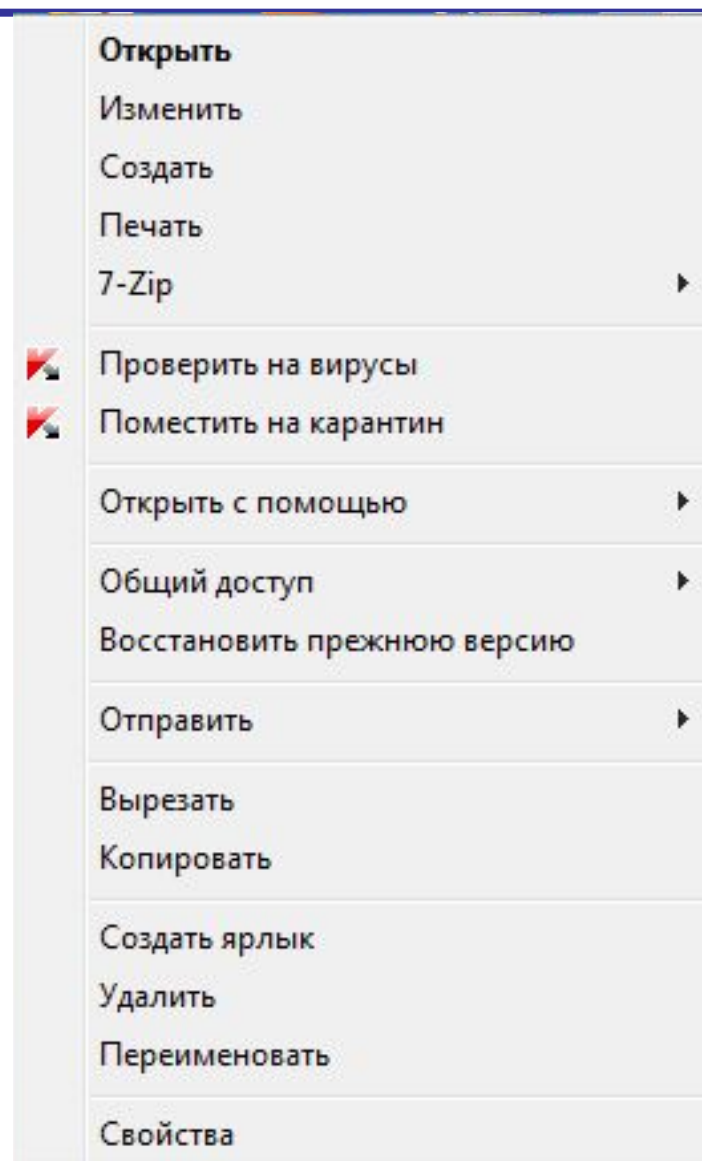 Открыть
Изменить
Создать
Печать
7-Zip
Проверить на вирусы
Поместить на карантин
Открыть с помощью
Общий доступ
Восстановить прежнюю версию
Отправить
Вырезать
Копировать
Создать ярлык
Удалить
Переименовать
Свойства